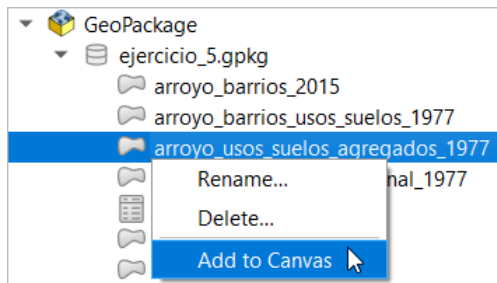 GeoPackage
ejercicio_5.gpkg
arroyo_barrios_2015
arroyo_barrios_usos_suelos_1977
arroyo_usos_suelos_agregados_1977
Rename... nal_1977
Delete...
Add to Canvas